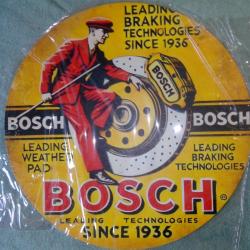 LEADING
BRAKING
TECHNOLOGIES
SINCE 1936
BOSCH
BOSCH
BOSCH
LEADING
WEATHER
PAD
LEADING
BRAKING
TECHNOLOGIES
BOSCH
LEADING TECHNOLOGIES
SINCE 1936